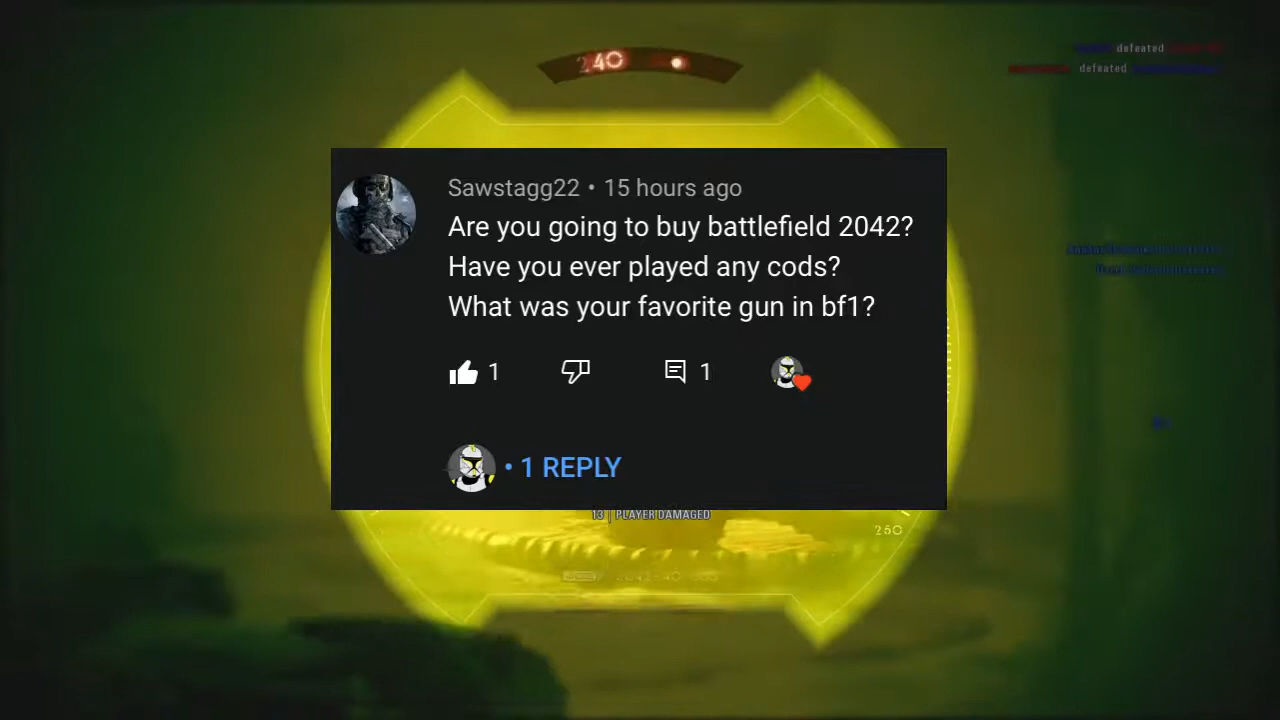 240
defeated
defeated
Sawstagg22 • 15 hours ago
Are you going to buy battlefield 2042?
Have you ever played any cods?
What was your favorite gun in bf1?
1
1
• 1 REPLY
13 | PLAYER DAMAGED
250